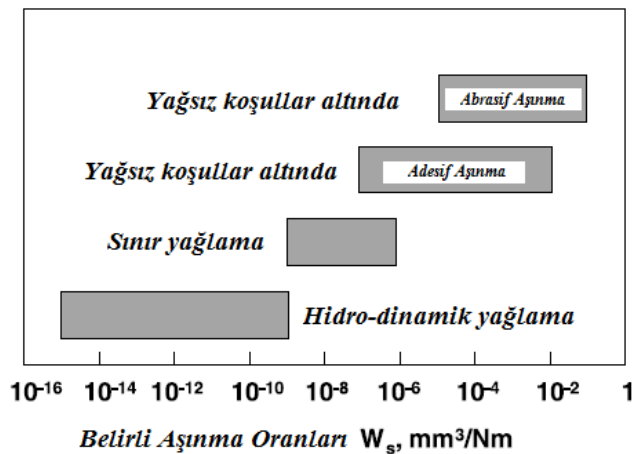 Yağsız koşullar altında
Abrasif Aşınma
Yağsız koşullar altında
Adesif Aşınma
Sınır yağlama
Hidro-dinamik yağlama
10⁻¹⁶ 10⁻¹⁴ 10⁻¹² 10⁻¹⁰ 10⁻⁸ 10⁻⁶ 10⁻⁴ 10⁻² 1
Belirli Aşınma Oranları Wₛ, mm³/Nm